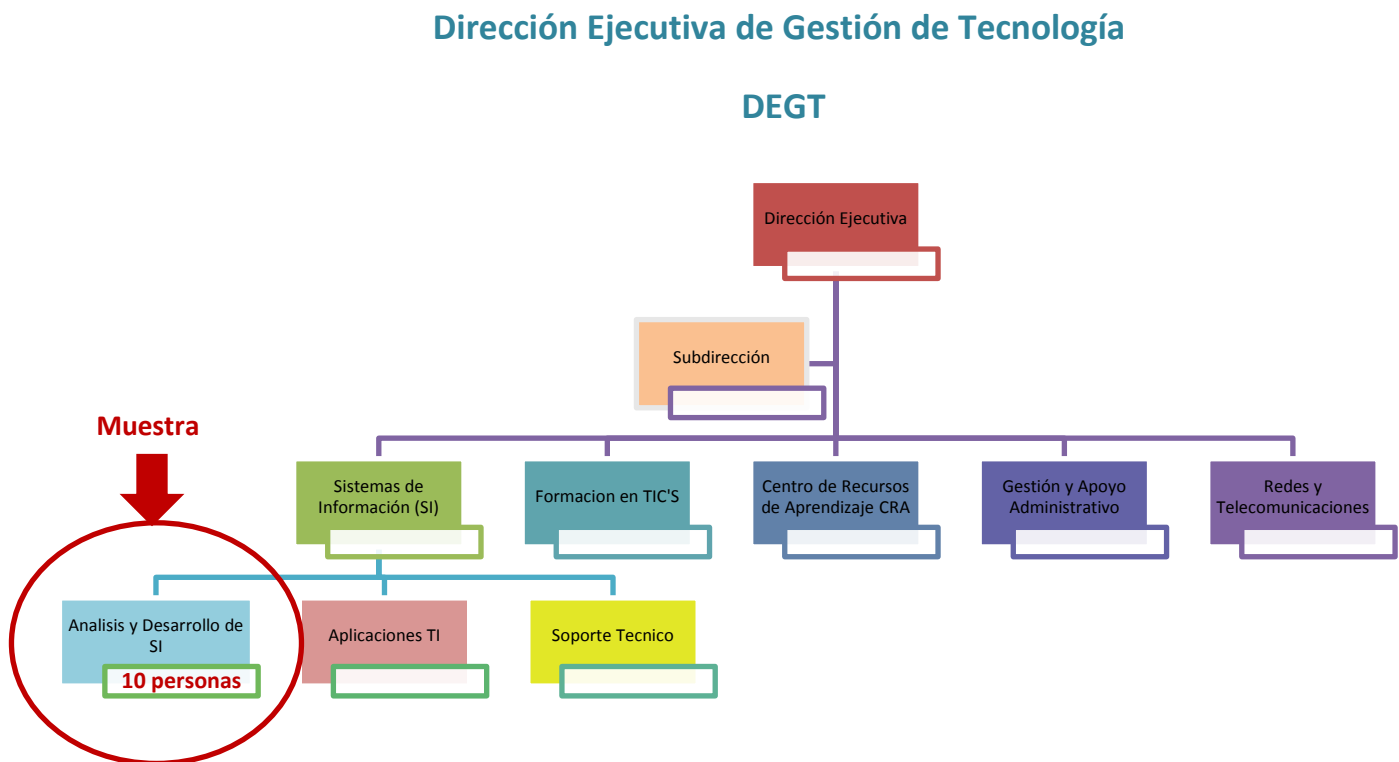 Dirección Ejecutiva de Gestión de Tecnología
DEGT
Dirección Ejecutiva
Subdirección
Muestra
Sistemas de
Información (SI)
Formacion en TIC'S
Centro de Recursos
de Aprendizaje CRA
Gestión y Apoyo
Administrativo
Redes y
Telecomunicaciones
Analisis y Desarrollo de
SI
10 personas
Aplicaciones TI
Soporte Tecnico